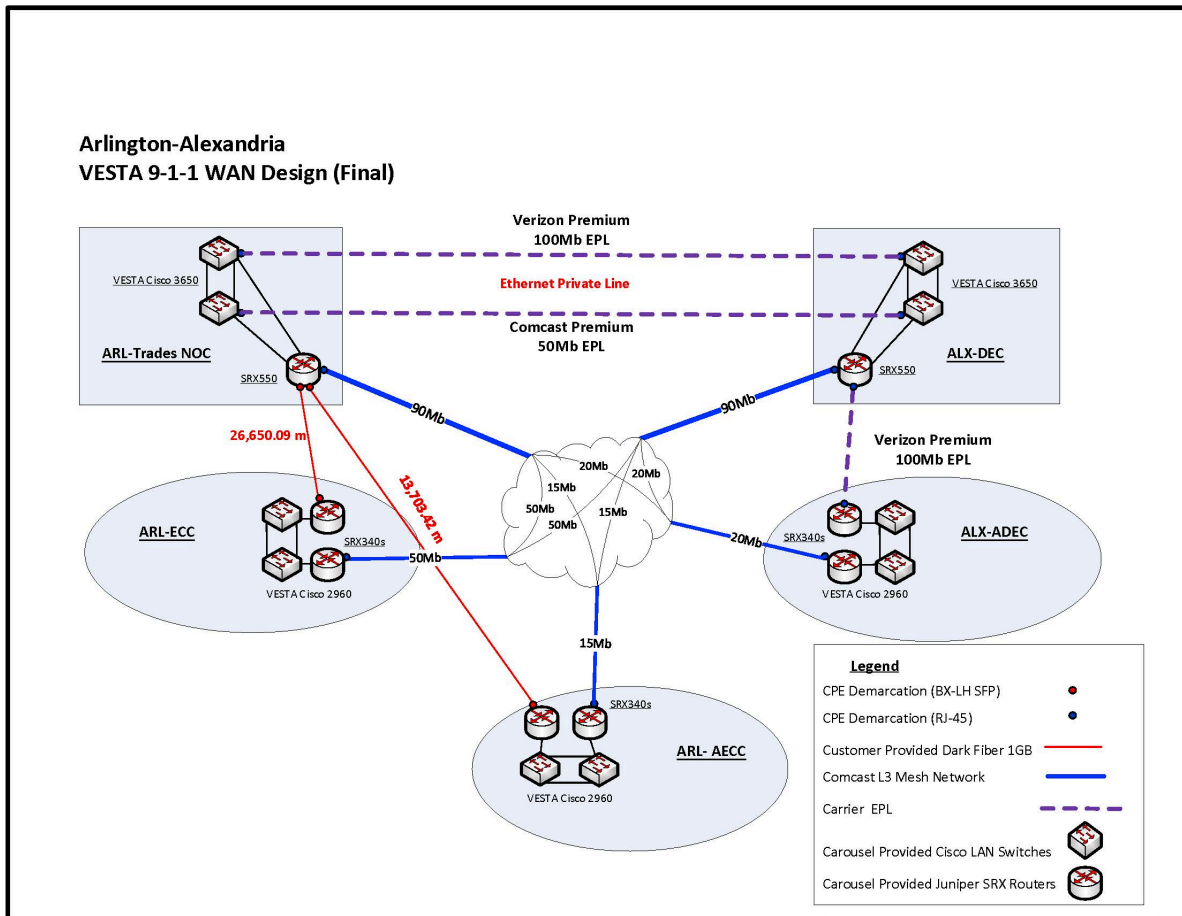 Arlington-Alexandria
VESTA 9-1-1 WAN Design (Final)
Verizon Premium
100Mb EPL
VESTA Cisco 3650
VESTA Cisco 3650
Ethernet Private Line
Comcast Premium
50Mb EPL
ARL-Trades NOC
ALX-DEC
SRX550
SRX550
90Mb
90Mb
26,650.09 m
Verizon Premium
100Mb EPL
13,703.42 m
20Mb
20Mb
15Mb
50Mb
50Mb
15Mb
ARL-ECC
SRX340s
50Mb
VESTA Cisco 2960
20Mb
SRX340s
ALX-ADEC
VESTA Cisco 2960
15Mb
SRX340s
ARL- AECC
VESTA Cisco 2960
Legend
CPE Demarcation (BX-LH SFP)
CPE Demarcation (RJ-45)
Customer Provided Dark Fiber 1GB
Comcast L3 Mesh Network
Carrier EPL
Carousel Provided Cisco LAN Switches
Carousel Provided Juniper SRX Routers